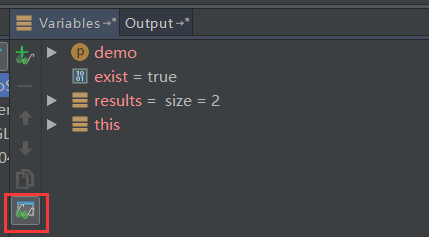 Variables Output
demo
exist = true
results = size = 2
this